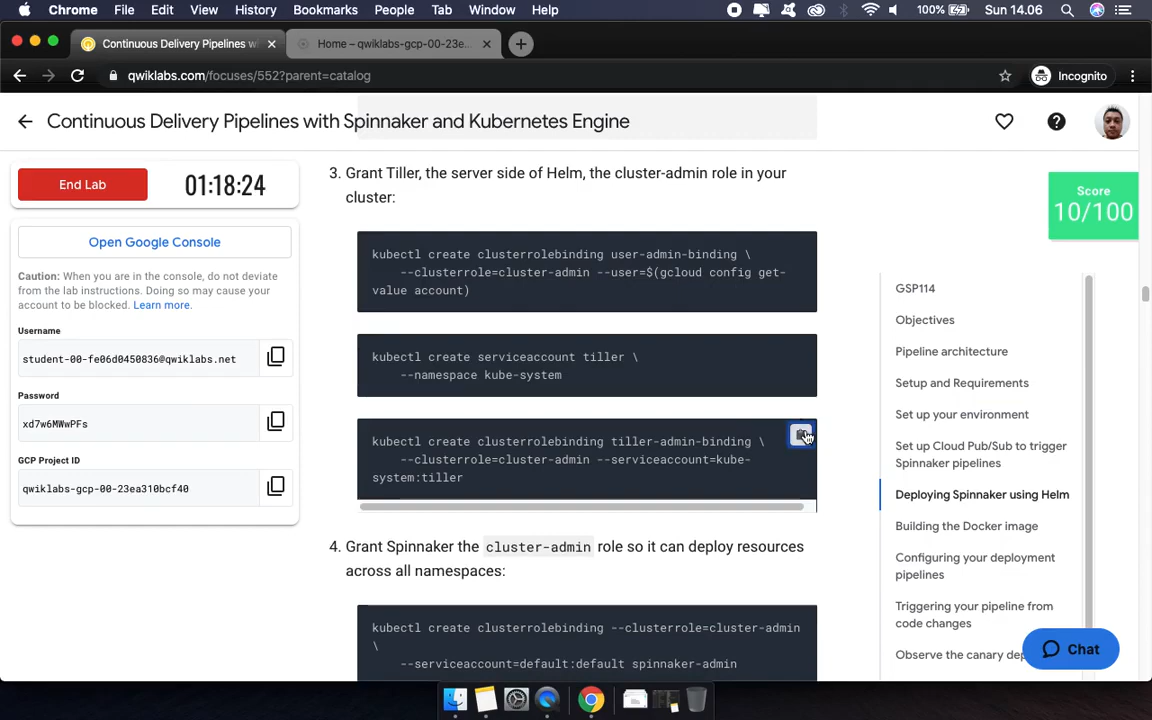 Chrome File Edit View History Bookmarks People Tab Window Help 100% Sun 14.06
Continuous Delivery Pipelines w
Home – qwiklabs-gcp-00-23e...
qwiklabs.com/focuses/552?parent=catalog
Incognito
Continuous Delivery Pipelines with Spinnaker and Kubernetes Engine
End Lab
01:18:24
Open Google Console
Caution: When you are in the console, do not deviate
from the lab instructions. Doing so may cause your
account to be blocked. Learn more.
Username
student-00-fe06d0450836@qwiklabs.net
Password
xd7w6MWwPFs
GCP Project ID
qwiklabs-gcp-00-23ea310bcf40
3. Grant Tiller, the server side of Helm, the cluster-admin role in your
cluster:
kubectl create clusterrolebinding user-admin-binding \
--clusterrole=cluster-admin --user=$(gcloud config get-
value account)
kubectl create serviceaccount tiller \
--namespace kube-system
kubectl create clusterrolebinding tiller-admin-binding \
--clusterrole=cluster-admin --serviceaccount=kube-
system:tiller
4. Grant Spinnaker the cluster-admin role so it can deploy resources
across all namespaces:
kubectl create clusterrolebinding --clusterrole=cluster-admin
\
--serviceaccount=default:default spinnaker-admin
Score
10/100
GSP114
Objectives
Pipeline architecture
Setup and Requirements
Set up your environment
Set up Cloud Pub/Sub to trigger
Spinnaker pipelines
Deploying Spinnaker using Helm
Building the Docker image
Configuring your deployment
pipelines
Triggering your pipeline from
code changes
Observe the canary dep
Chat